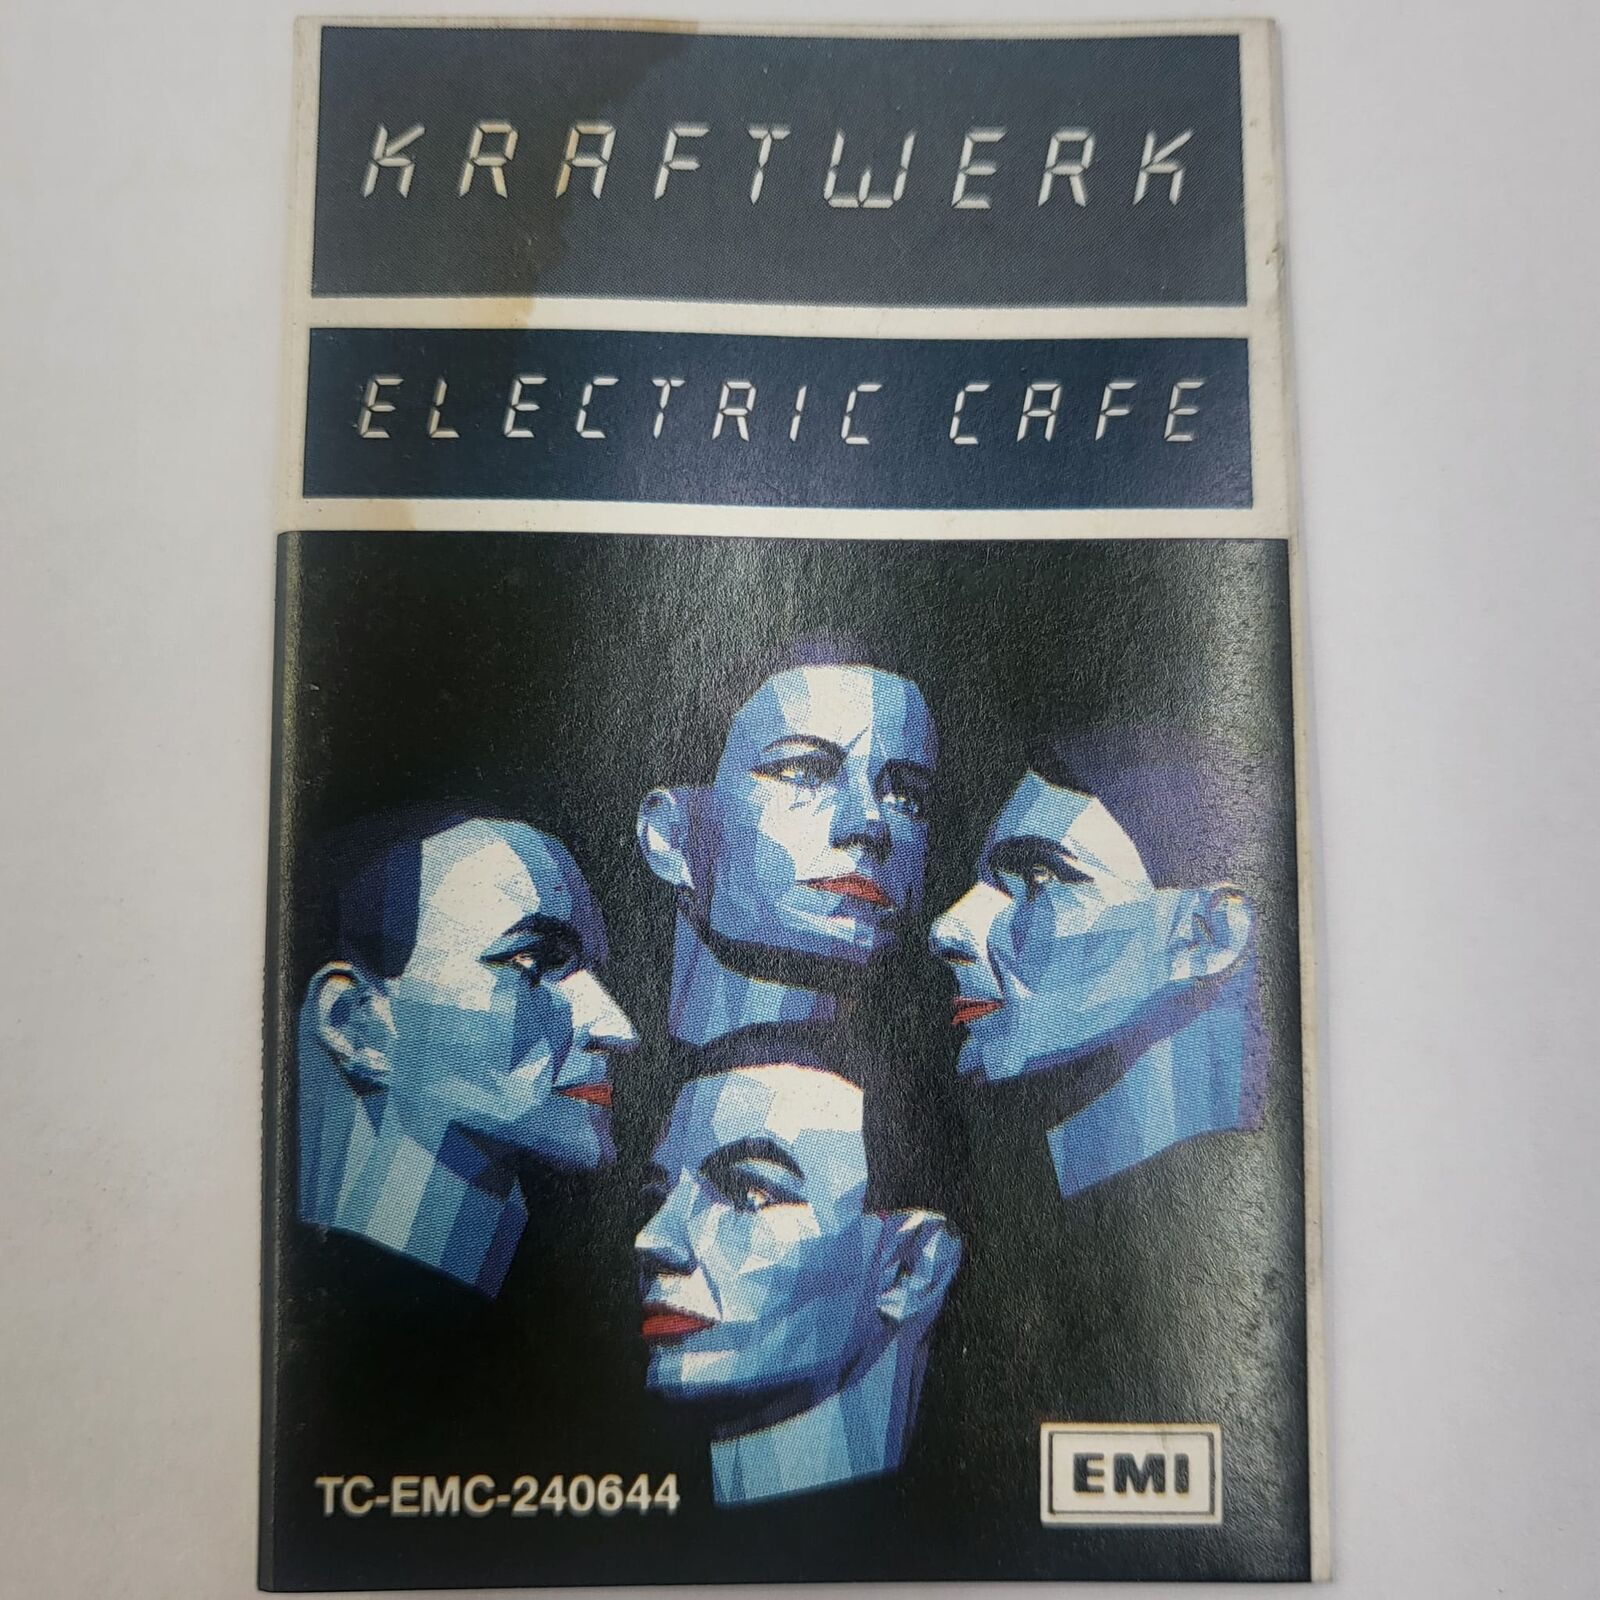 KRAFTWERK
ELECTRIC CAFE
TC-EMC-240644
EMI